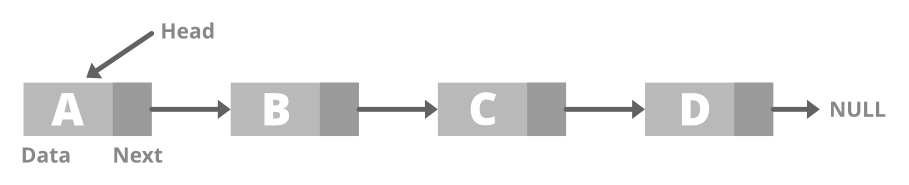 Head
A B C D NULL
Data Next